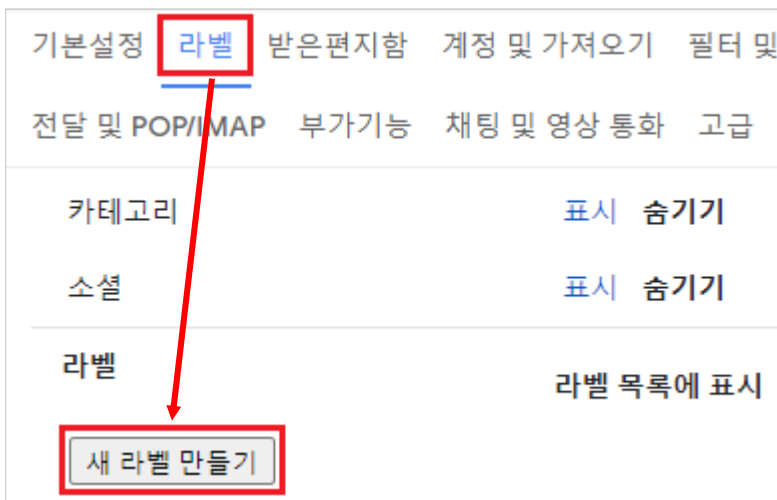 기본설정 라벨 받은편지함 계정 및 가져오기 필터 및
전달 및 POP/IMAP 부가기능 채팅 및 영상 통화 고급
카테고리 표시 숨기기
소셜 표시 숨기기
라벨 라벨 목록에 표시
새 라벨 만들기